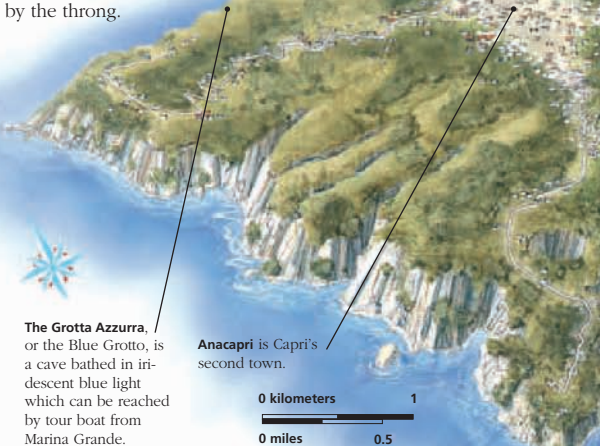 by the throng.
The Grotta Azzurra,
or the Blue Grotto, is
a cave bathed in iri-
descent blue light
which can be reached
by tour boat from
Marina Grande.
Anacapri is Capri's
second town.
0 kilometers 1
0 miles 0.5